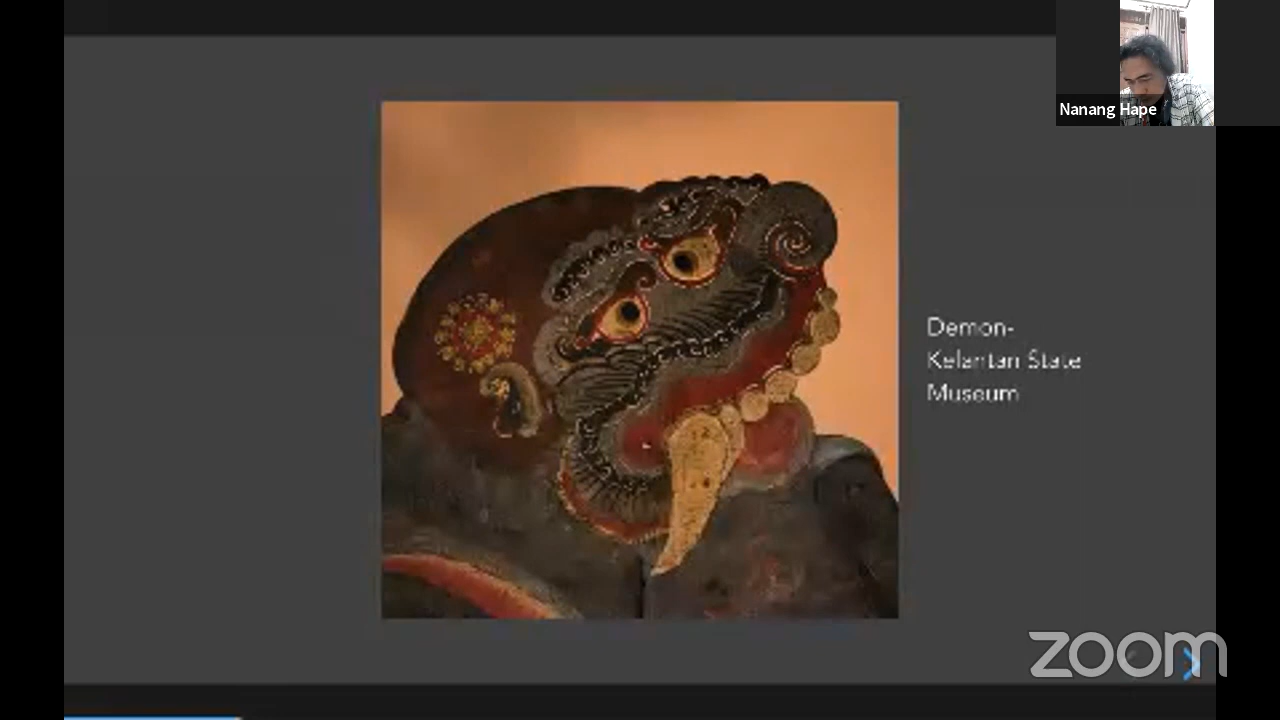 Nanang Hape
Demon-
Kelantan State
Museum
zoom